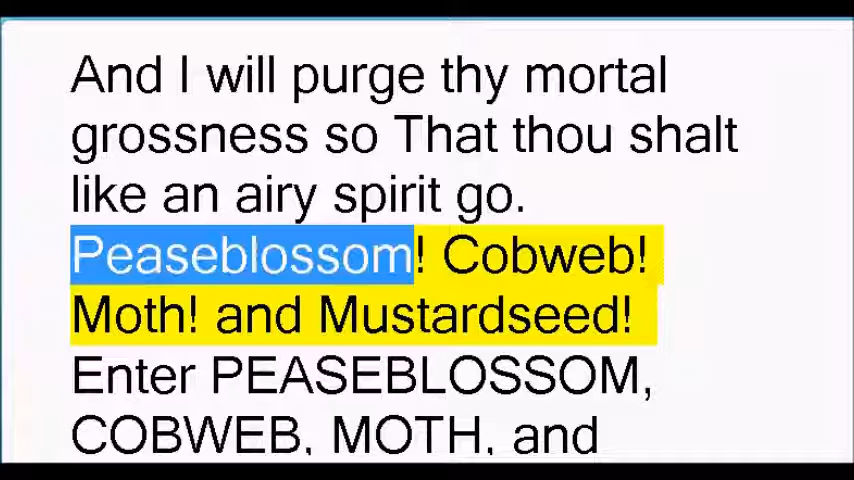 And I will purge thy mortal
grossness so That thou shalt
like an airy spirit go.
Peaseblossom! Cobweb!
Moth! and Mustardseed!
Enter PEASEBLOSSOM,
COBWEB, MOTH, and